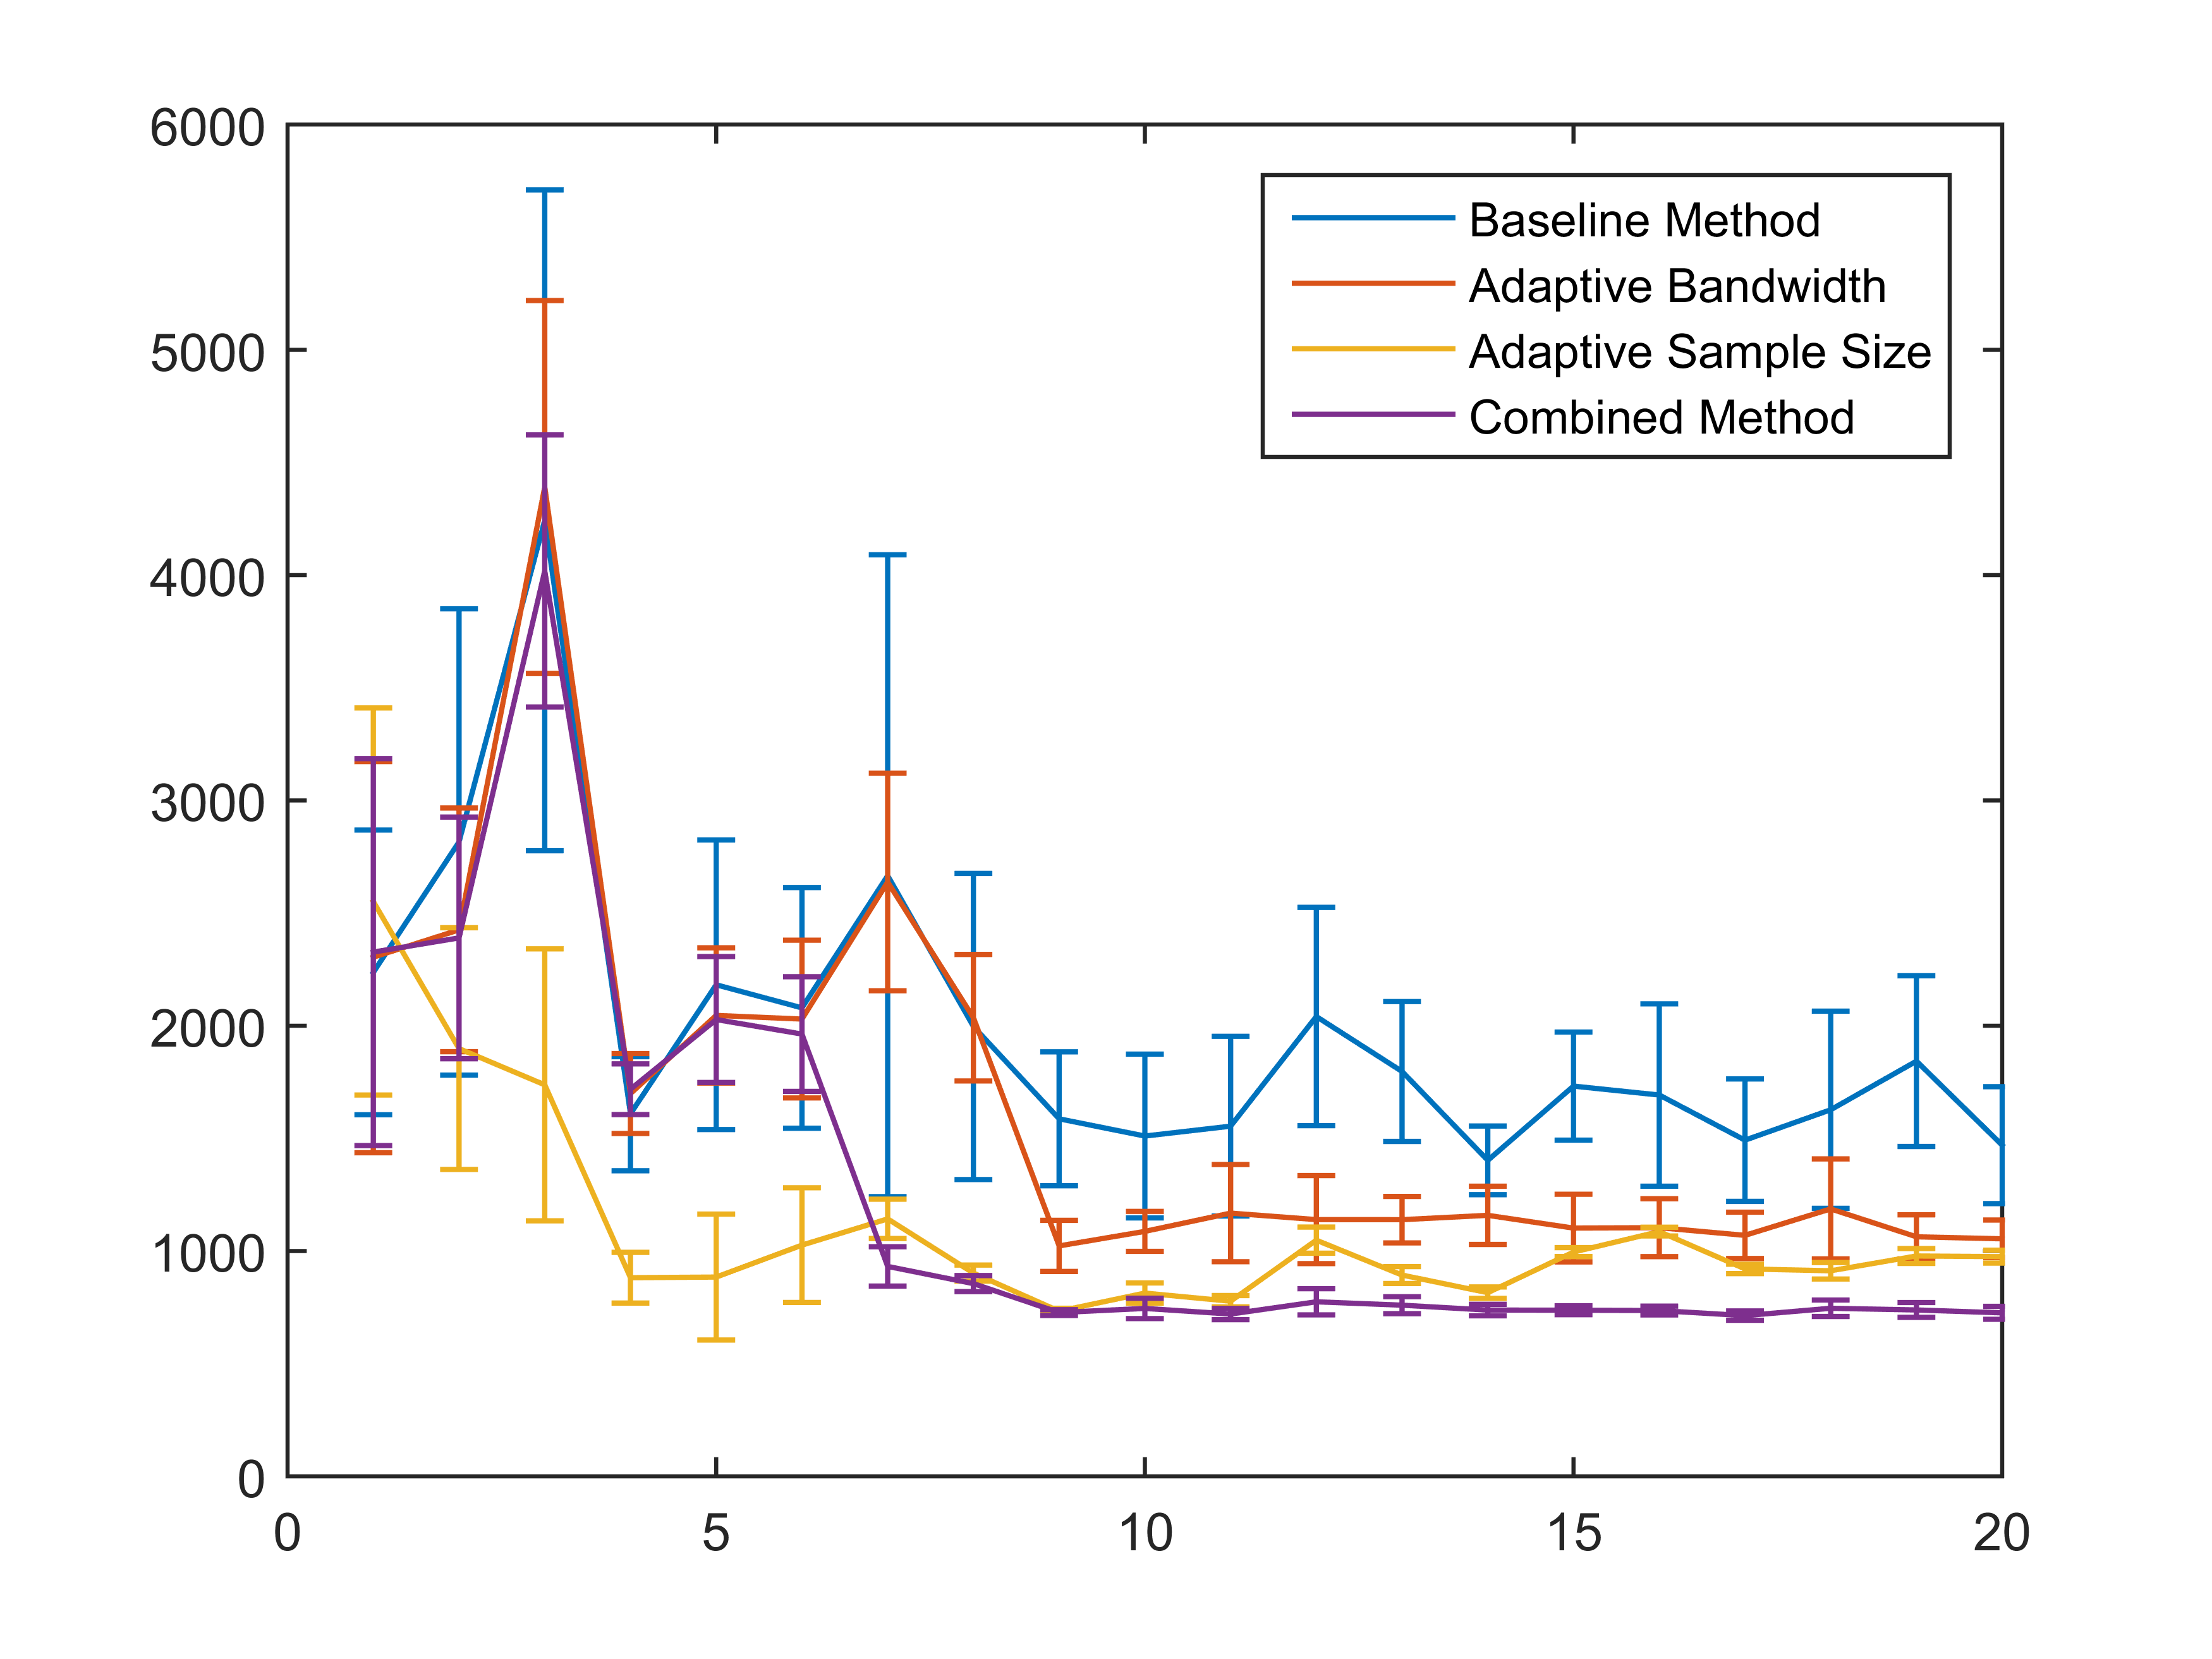 6000
5000
4000
3000
2000
1000
0
0 5 10 15 20
Baseline Method
Adaptive Bandwidth
Adaptive Sample Size
Combined Method